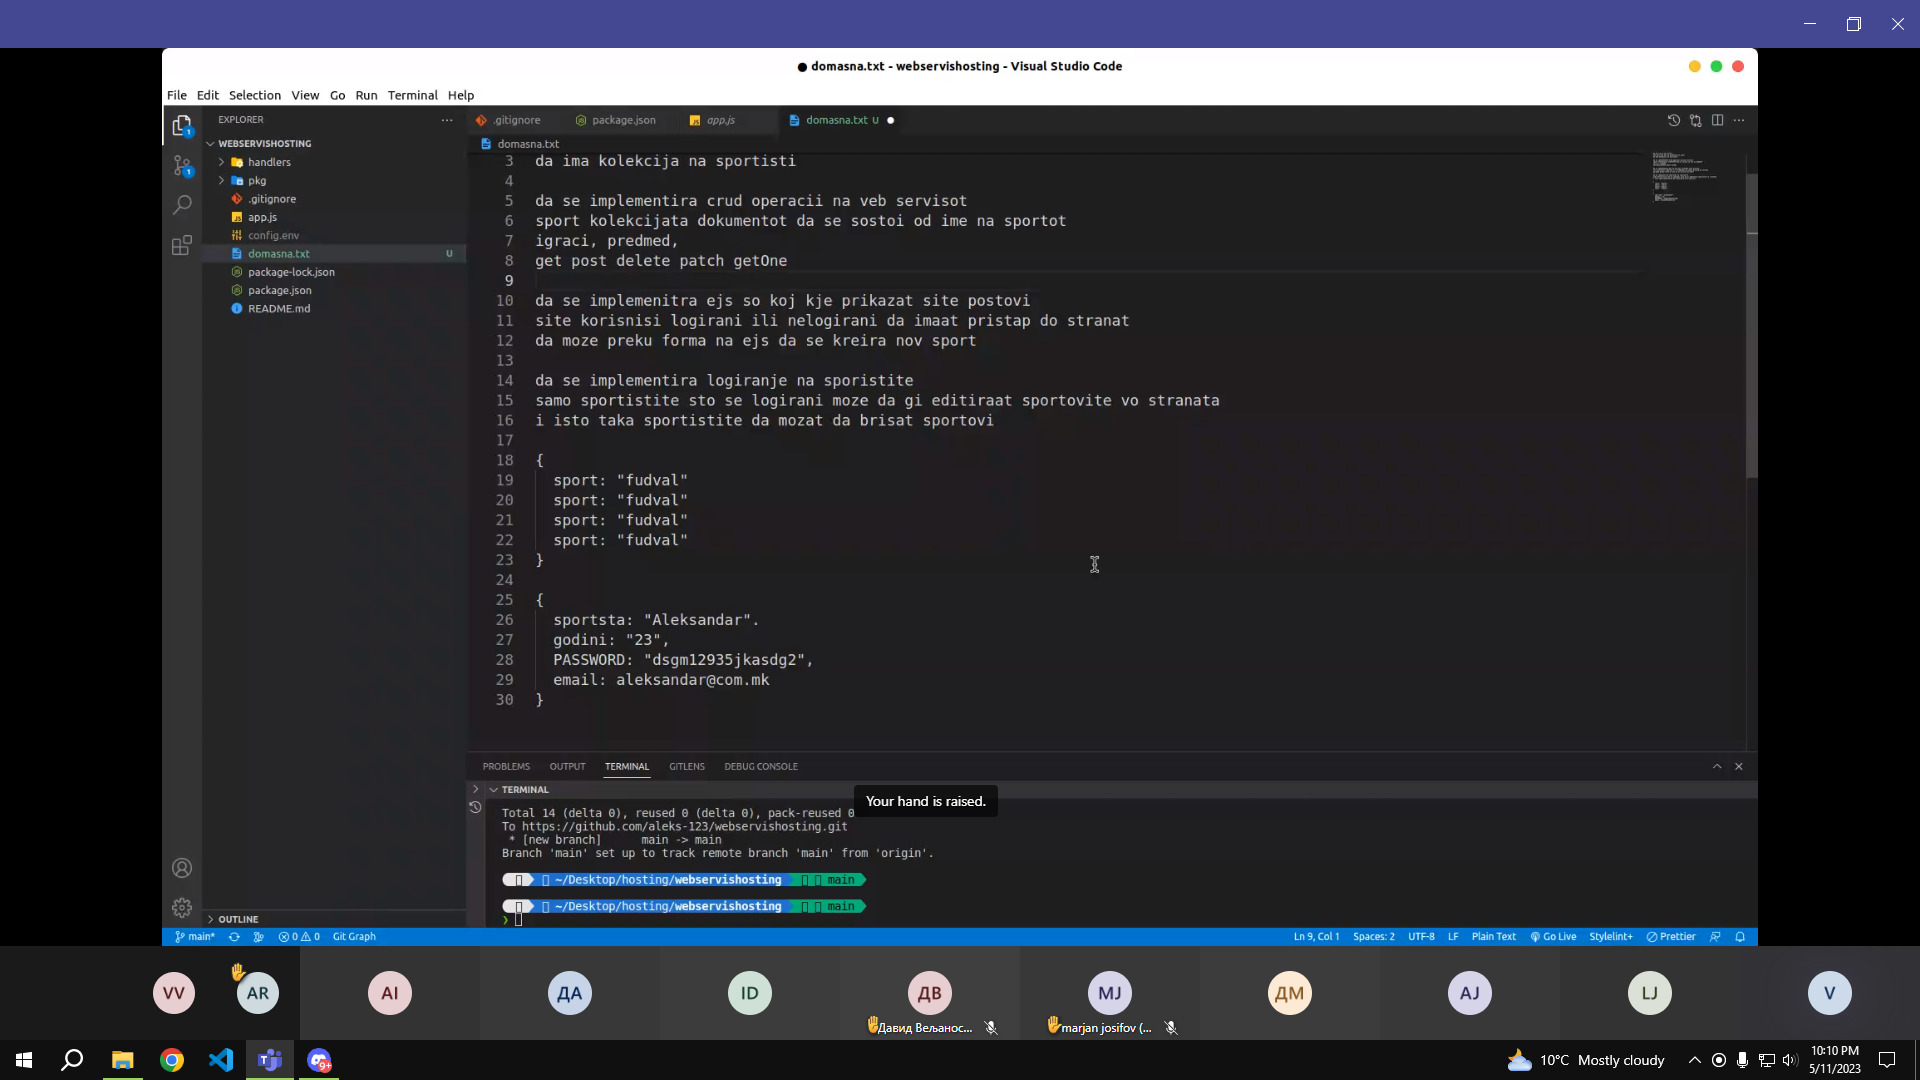 domasna.txt - webservishosting - Visual Studio Code
File Edit Selection View Go Run Terminal Help
EXPLORER
WEBSERVISHOSTING
handlers
pkg
.gitignore
app.js
config.env
domasna.txt U
package-lock.json
package.json
README.md
OUTLINE
1
1
.gitignore package.json app.js domasna.txt U
domasna.txt
3 da ima kolekcija na sportisti
4
5 da se implementira crud operacii na veb servisot
6 sport kolekcijata dokumentot da se sostoi od ime na sportot
7 igraci, predmed,
8 get post delete patch getOne
9
10 da se implemenitra ejs so koj kje prikazat site postovi
11 site korisnisi logirani ili nelogirani da imaat pristap do stranat
12 da moze preku forma na ejs da se kreira nov sport
13
14 da se implementira logiranje na sporistite
15 samo sportistite sto se logirani moze da gi editiraat sportovite vo stranata
16 i isto taka sportistite da mozat da brisat sportovi
17
18 {
19 sport: "fudval"
20 sport: "fudval"
21 sport: "fudval"
22 sport: "fudval"
23 }
24
25 {
26 sportsta: "Aleksandar".
27 godini: "23",
28 PASSWORD: "dsgm12935jkasdg2",
29 email: aleksandar@com.mk
30 }
PROBLEMS OUTPUT TERMINAL GITLENS DEBUG CONSOLE
TERMINAL
Total 14 (delta 0), reused 0 (delta 0), pack-reused 0
To https://github.com/aleks-123/webservishosting.git
* [new branch] main -> main
Branch 'main' set up to track remote branch 'main' from 'origin'.
~/Desktop/hosting/webservishosting main
~/Desktop/hosting/webservishosting main
Your hand is raised.
main* 0 0 Git Graph Ln 9, Col 1 Spaces: 2 UTF-8 LF Plain Text Go Live Stylelint+ Prettier
VV AR AI ДА ID ДВ MJ ДМ AJ LJ V
Давид Вељанос... marjan josifov (...
9+
10°C Mostly cloudy
10:10 PM
5/11/2023